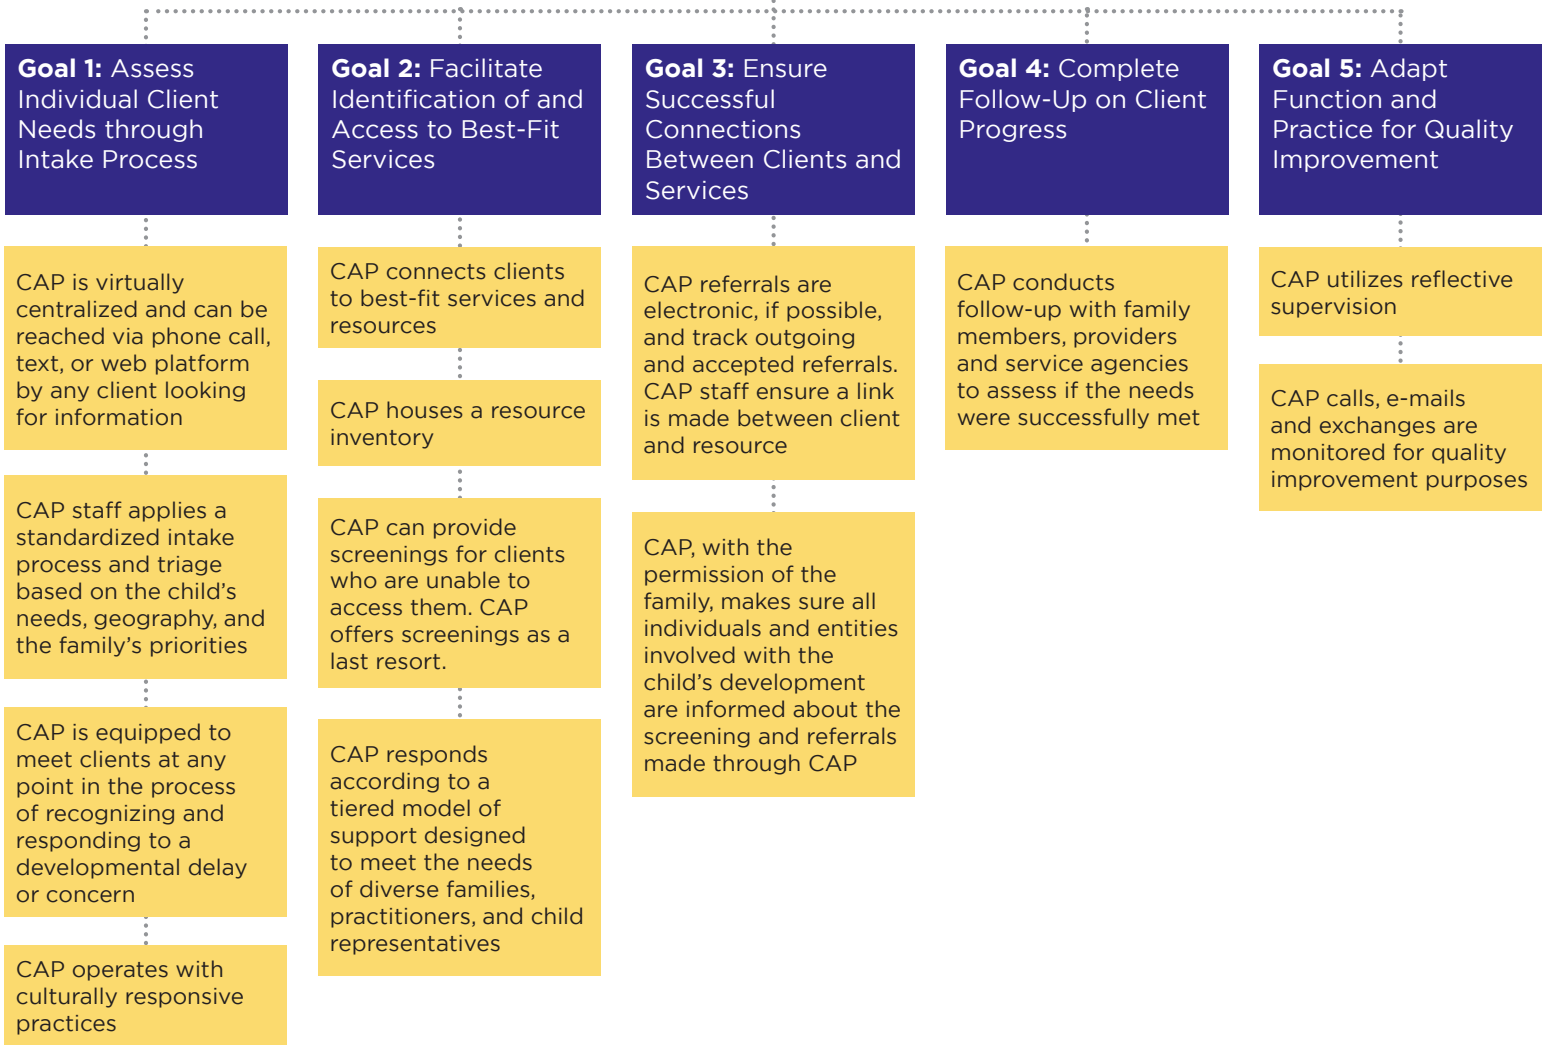 Goal 1: Assess
Individual Client
Needs through
Intake Process
CAP is virtually
centralized and can be
reached via phone call,
text, or web platform
by any client looking
for information
CAP staff applies a
standardized intake
process and triage
based on the child’s
needs, geography, and
the family’s priorities
CAP is equipped to
meet clients at any
point in the process
of recognizing and
responding to a
developmental delay
or concern
CAP operates with
culturally responsive
practices
Goal 2: Facilitate
Identification of and
Access to Best-Fit
Services
CAP connects clients
to best-fit services and
resources
CAP houses a resource
inventory
CAP can provide
screenings for clients
who are unable to
access them. CAP
offers screenings as a
last resort.
CAP responds
according to a
tiered model of
support designed
to meet the needs
of diverse families,
practitioners, and child
representatives
Goal 3: Ensure
Successful
Connections
Between Clients and
Services
CAP referrals are
electronic, if possible,
and track outgoing
and accepted referrals.
CAP staff ensure a link
is made between client
and resource
CAP, with the
permission of the
family, makes sure all
individuals and entities
involved with the
child’s development
are informed about the
screening and referrals
made through CAP
Goal 4: Complete
Follow-Up on Client
Progress
CAP conducts
follow-up with family
members, providers
and service agencies
to assess if the needs
were successfully met
Goal 5: Adapt
Function and
Practice for Quality
Improvement
CAP utilizes reflective
supervision
CAP calls, e-mails
and exchanges are
monitored for quality
improvement purposes